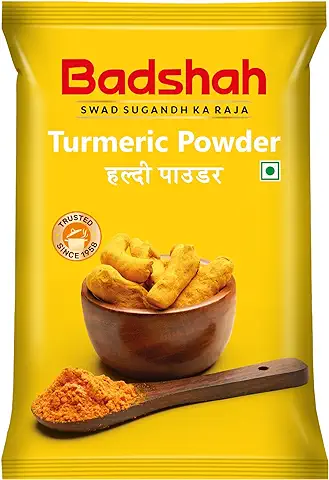 Badshah
SWAD SUGANDH KA RAJA
Turmeric Powder
हल्दी पाउडर
TRUSTED
SINCE 1958